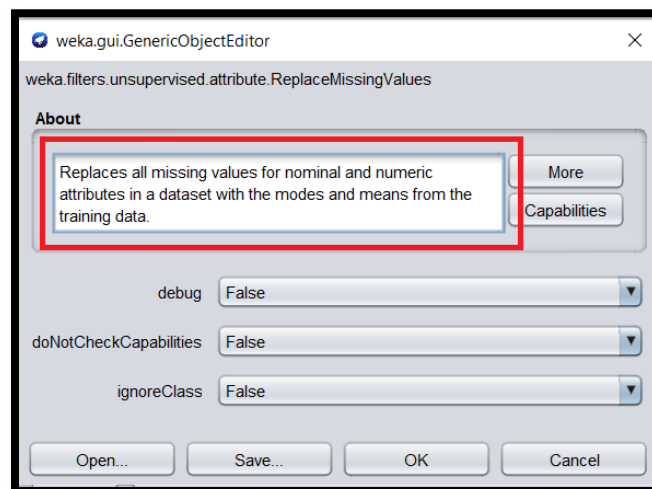 weka.gui.GenericObjectEditor
weka.filters.unsupervised.attribute.ReplaceMissingValues
About
Replaces all missing values for nominal and numeric
attributes in a dataset with the modes and means from the
training data.
More
Capabilities
debug False
doNotCheckCapabilities False
ignoreClass False
Open... Save... OK Cancel